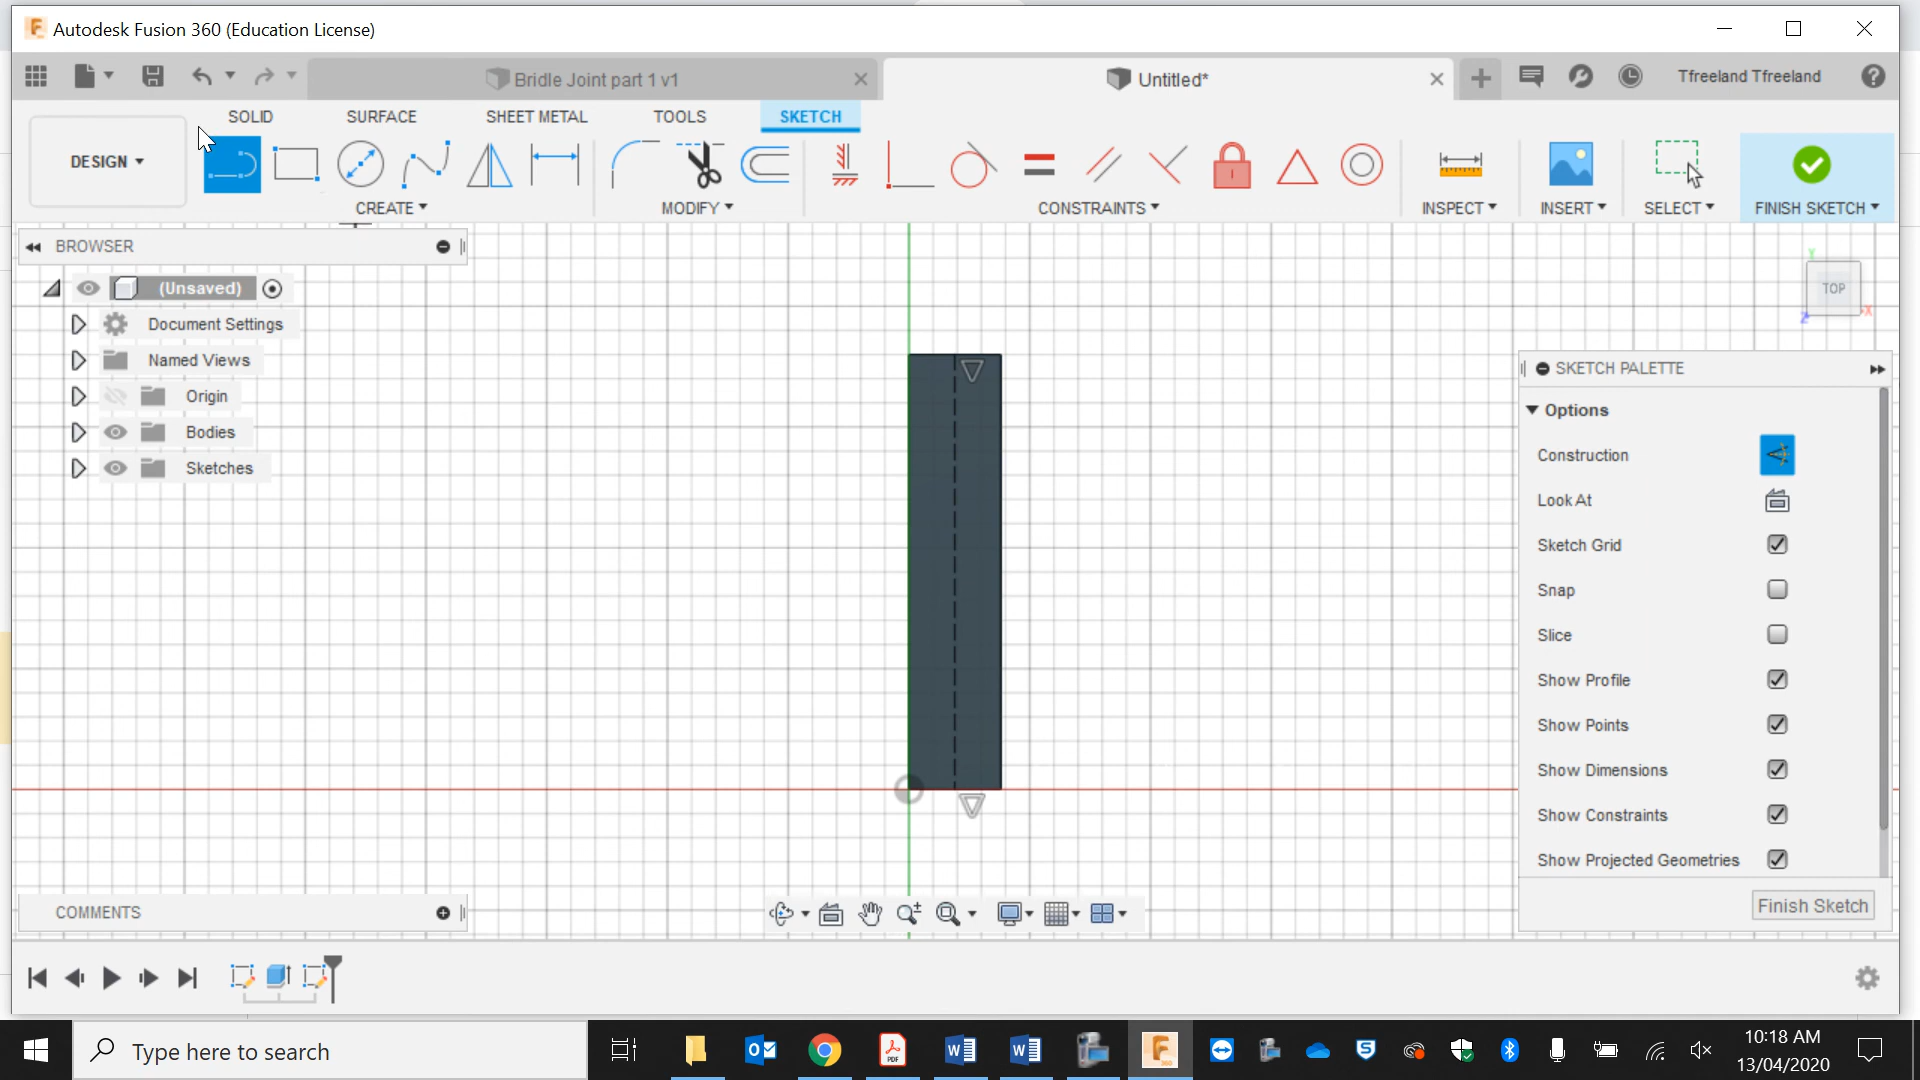 Autodesk Fusion 360 (Education License)
Bridle Joint part 1 v1
Untitled*
Tfreeland Tfreeland
SOLID
SURFACE
SHEET METAL
TOOLS
SKETCH
DESIGN
CREATE
MODIFY
CONSTRAINTS
INSPECT
INSERT
SELECT
FINISH SKETCH
BROWSER
(Unsaved)
Document Settings
Named Views
Origin
Bodies
Sketches
Y
TOP
X
Z
SKETCH PALETTE
Options
Construction
Look At
Sketch Grid
Snap
Slice
Show Profile
Show Points
Show Dimensions
Show Constraints
Show Projected Geometries
Finish Sketch
COMMENTS
Type here to search
10:18 AM
13/04/2020